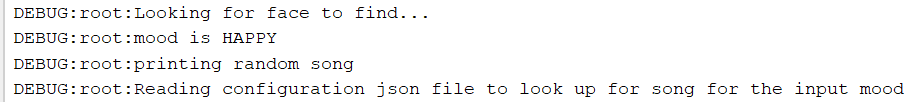 DEBUG:root:Looking for face to find...
DEBUG:root:mood is HAPPY
DEBUG:root:printing random song
DEBUG:root:Reading configuration json file to look up for song for the input mood